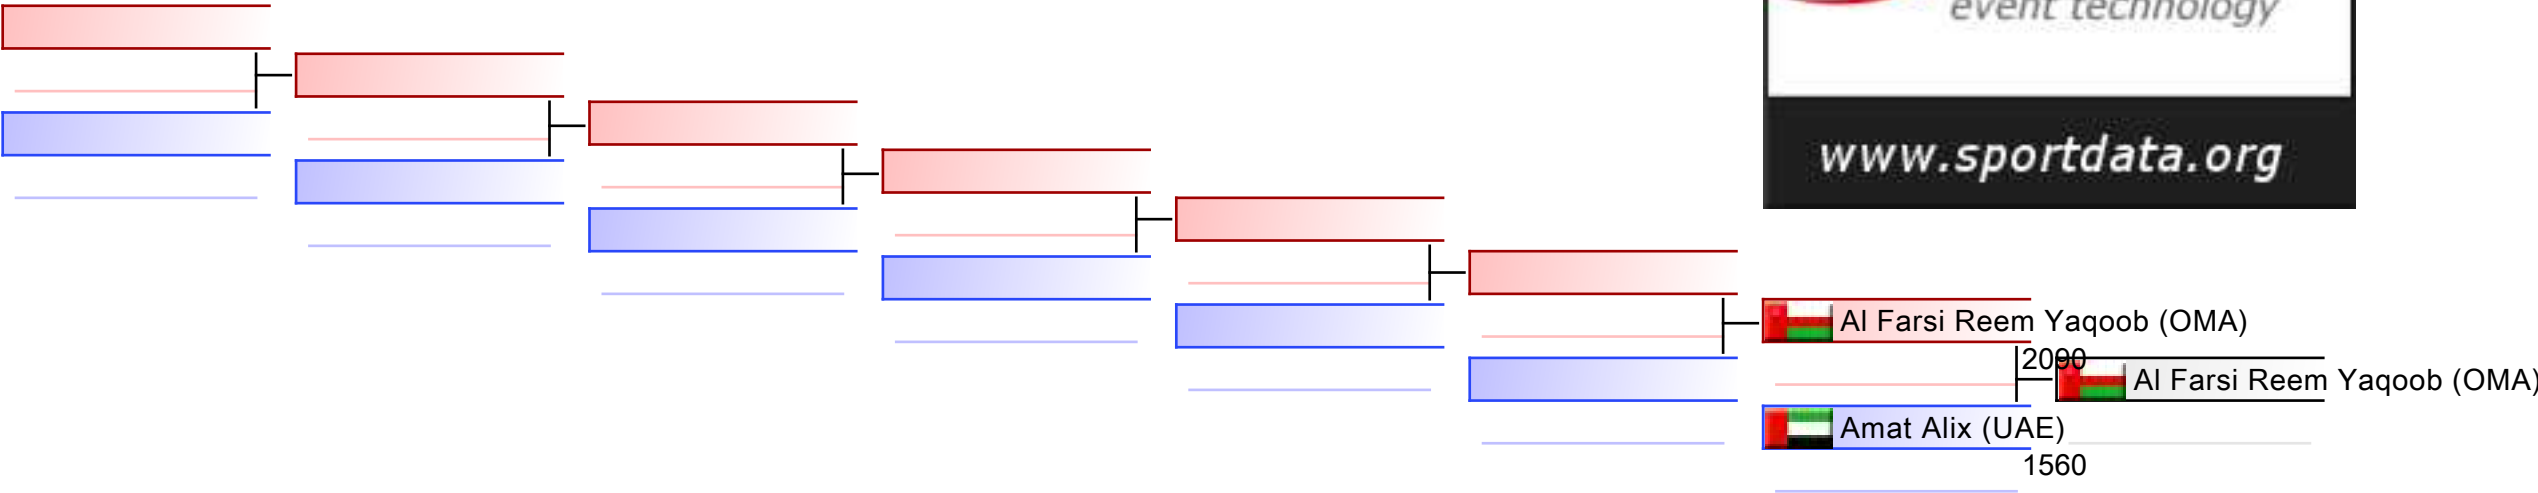 event technology
www.sportdata.org
Al Farsi Reem Yaqoob (OMA)
2090
Al Farsi Reem Yaqoob (OMA)
Amat Alix (UAE)
1560